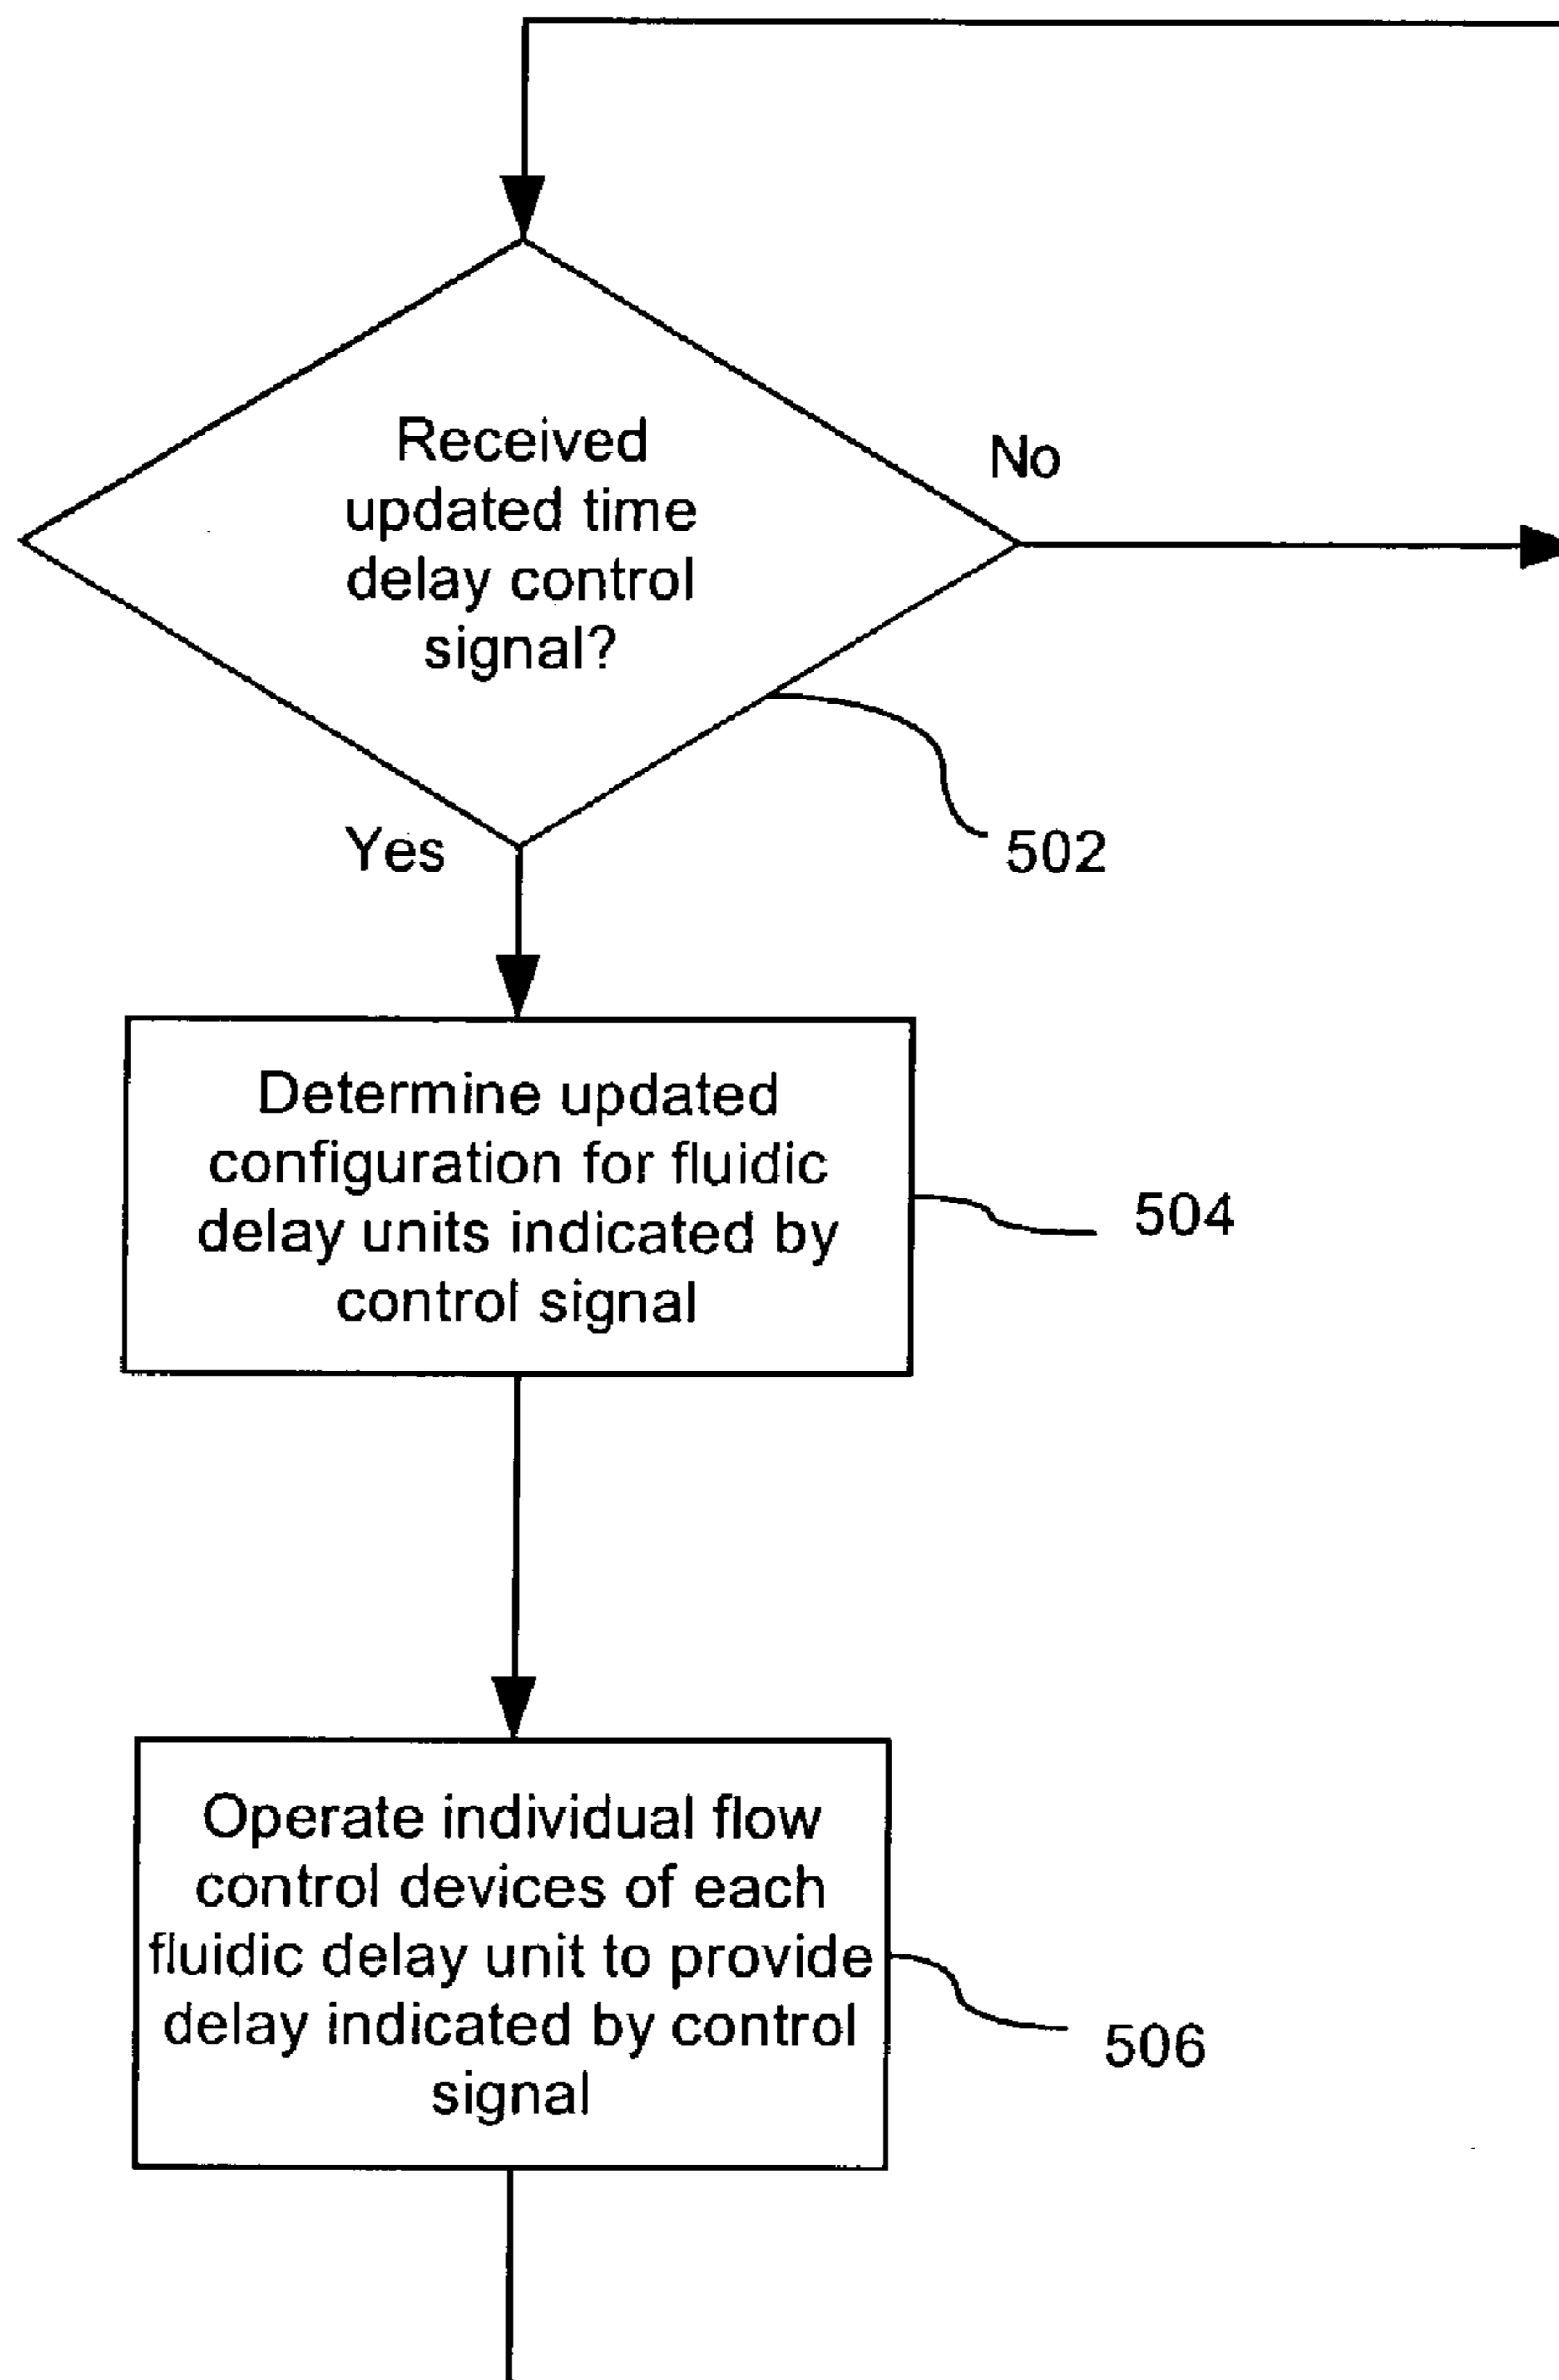 Received
updated time
delay control
signal?
No
Yes
502
Determine updated
configuration for fluidic
delay units indicated by
control signal
504
Operate individual flow
control devices of each
fluidic delay unit to provide
delay indicated by control
signal
506